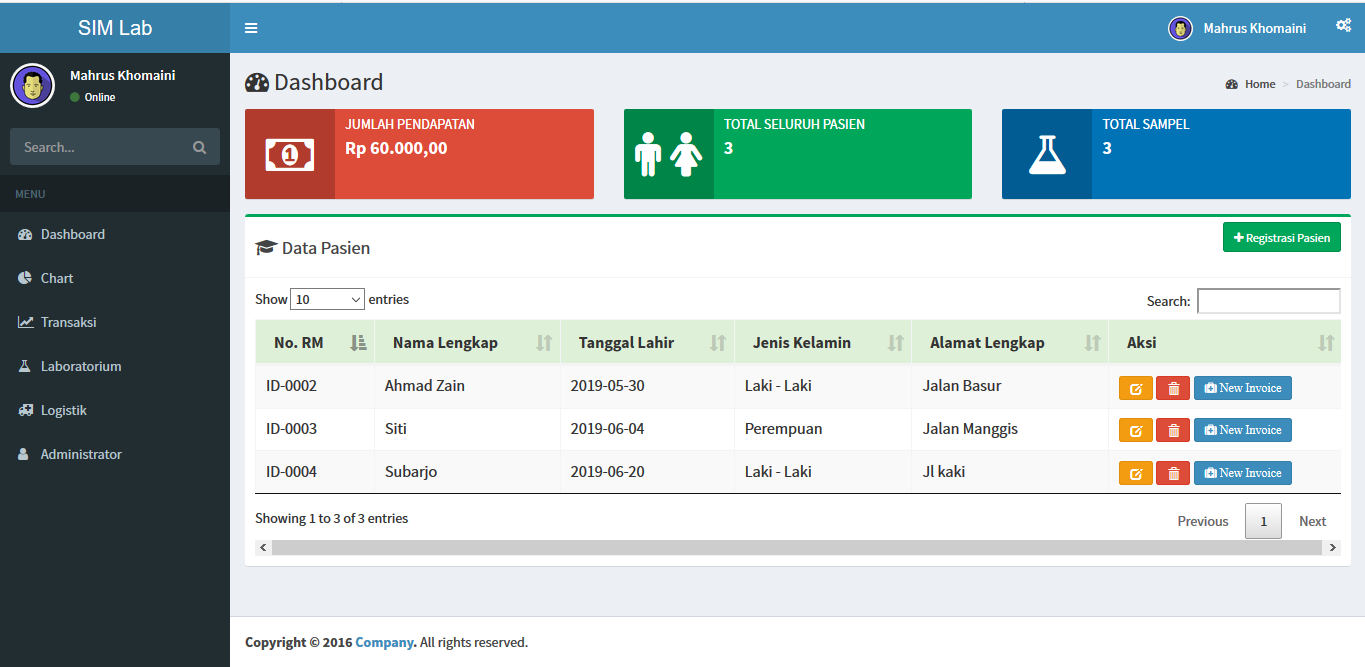 SIM Lab
Mahrus Khomaini
Mahrus Khomaini
Online
Search...
MENU
Dashboard
Chart
Transaksi
Laboratorium
Logistik
Administrator
Dashboard
Home > Dashboard
JUMLAH PENDAPATAN
Rp 60.000,00
TOTAL SELURUH PASIEN
3
TOTAL SAMPEL
3
Data Pasien
Registrasi Pasien
Show 10 entries
Search:
No. RM Nama Lengkap Tanggal Lahir Jenis Kelamin Alamat Lengkap Aksi
ID-0002 Ahmad Zain 2019-05-30 Laki - Laki Jalan Basur New Invoice
ID-0003 Siti 2019-06-04 Perempuan Jalan Manggis New Invoice
ID-0004 Subarjo 2019-06-20 Laki - Laki Jl kaki New Invoice
Showing 1 to 3 of 3 entries
Previous 1 Next
Copyright © 2016 Company. All rights reserved.